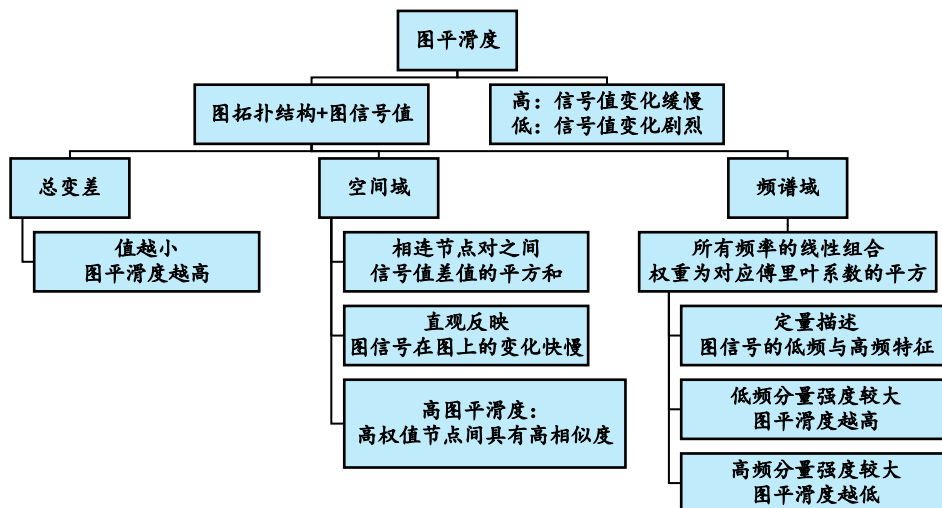 图平滑度
图拓扑结构+图信号值
高：信号值变化缓慢
低：信号值变化剧烈
总变差
空间域
频谱域
值越小
图平滑度越高
相连节点对之间
信号值差值的平方和
直观反映
图信号在图上的变化快慢
高图平滑度：
高权值节点间具有高相似度
所有频率的线性组合
权重为对应傅里叶系数的平方
定量描述
图信号的低频与高频特征
低频分量强度较大
图平滑度越高
高频分量强度较大
图平滑度越低